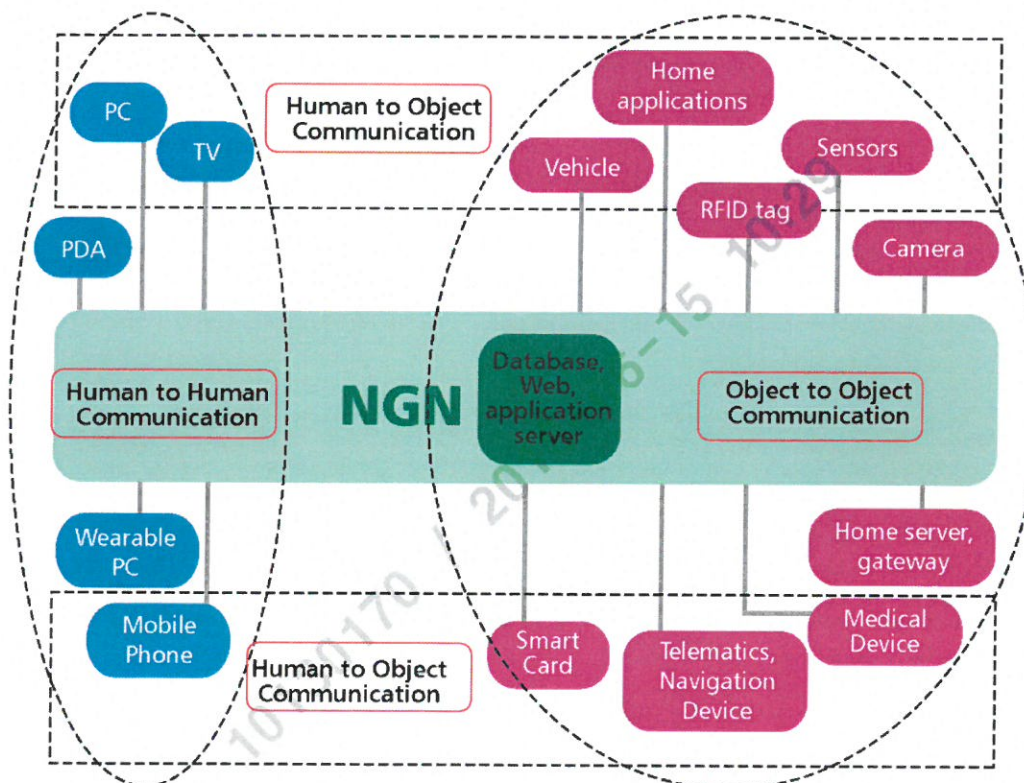 PC
Human to Object
Communication
Home
applications
TV
Vehicle
Sensors
RFID tag
PDA
Camera
Human to Human
Communication
NGN
Database,
Web,
application
server
Object to Object
Communication
Wearable
PC
Home server,
gateway
Mobile
Phone
Human to Object
Communication
Smart
Card
Telematics,
Navigation
Device
Medical
Device
10:29